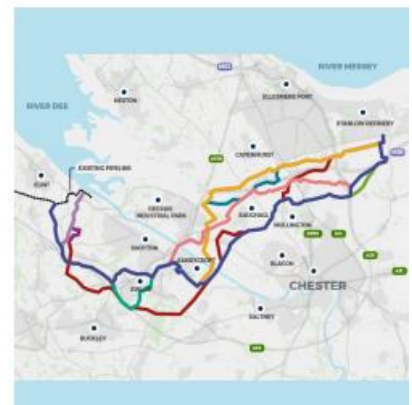 RIVER MERSEY
RIVER DEE
NESTON
ELLESMERE PORT
STANLOW REFINERY
CAPENHURST
FLINT
EXISTING PIPELINE
DEESIDE
INDUSTRIAL PARK
SAUGHALL
MOLLINGTON
SHOTTON
SANDYCROFT
BLACON
EWLOE
CHESTER
SALTNEY
BUCKLEY